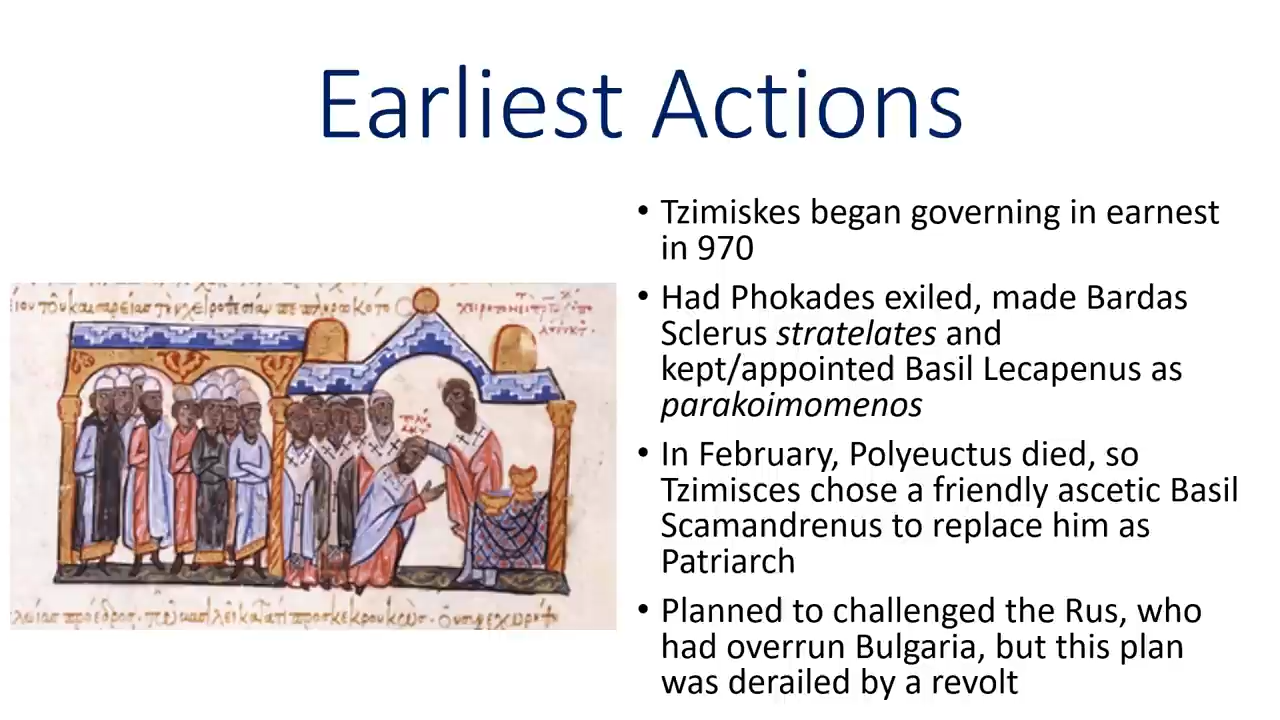 Earliest Actions
• Tzimiskes began governing in earnest
in 970
• Had Phokades exiled, made Bardas
Sclerus stratelates and
kept/appointed Basil Lecapenus as
parakoimomenos
• In February, Polyeuctus died, so
Tzimisces chose a friendly ascetic Basil
Scamandrenus to replace him as
Patriarch
• Planned to challenged the Rus, who
had overrun Bulgaria, but this plan
was derailed by a revolt